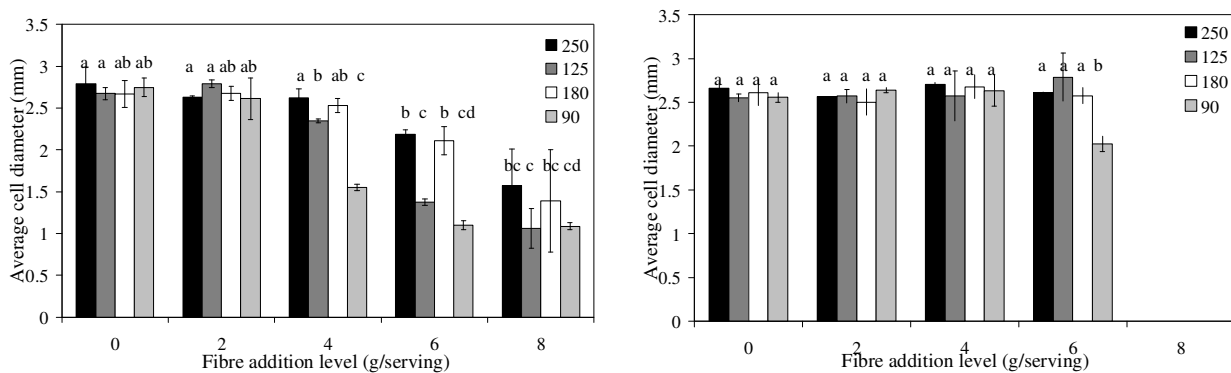 3.5
3
2.5
2
1.5
1
0.5
0
Average cell diameter (mm)
a a ab ab
a a ab ab
a b ab c
b c b cd
bc c bc cd
250
125
180
90
0 2 4 6 8
Fibre addition level (g/serving)
3.5
3
2.5
2
1.5
1
0.5
0
Average cell diameter (mm)
a a a a
a a a a
a a a a
a a a b
250
125
180
90
0 2 4 6 8
Fibre addition level (g/serving)